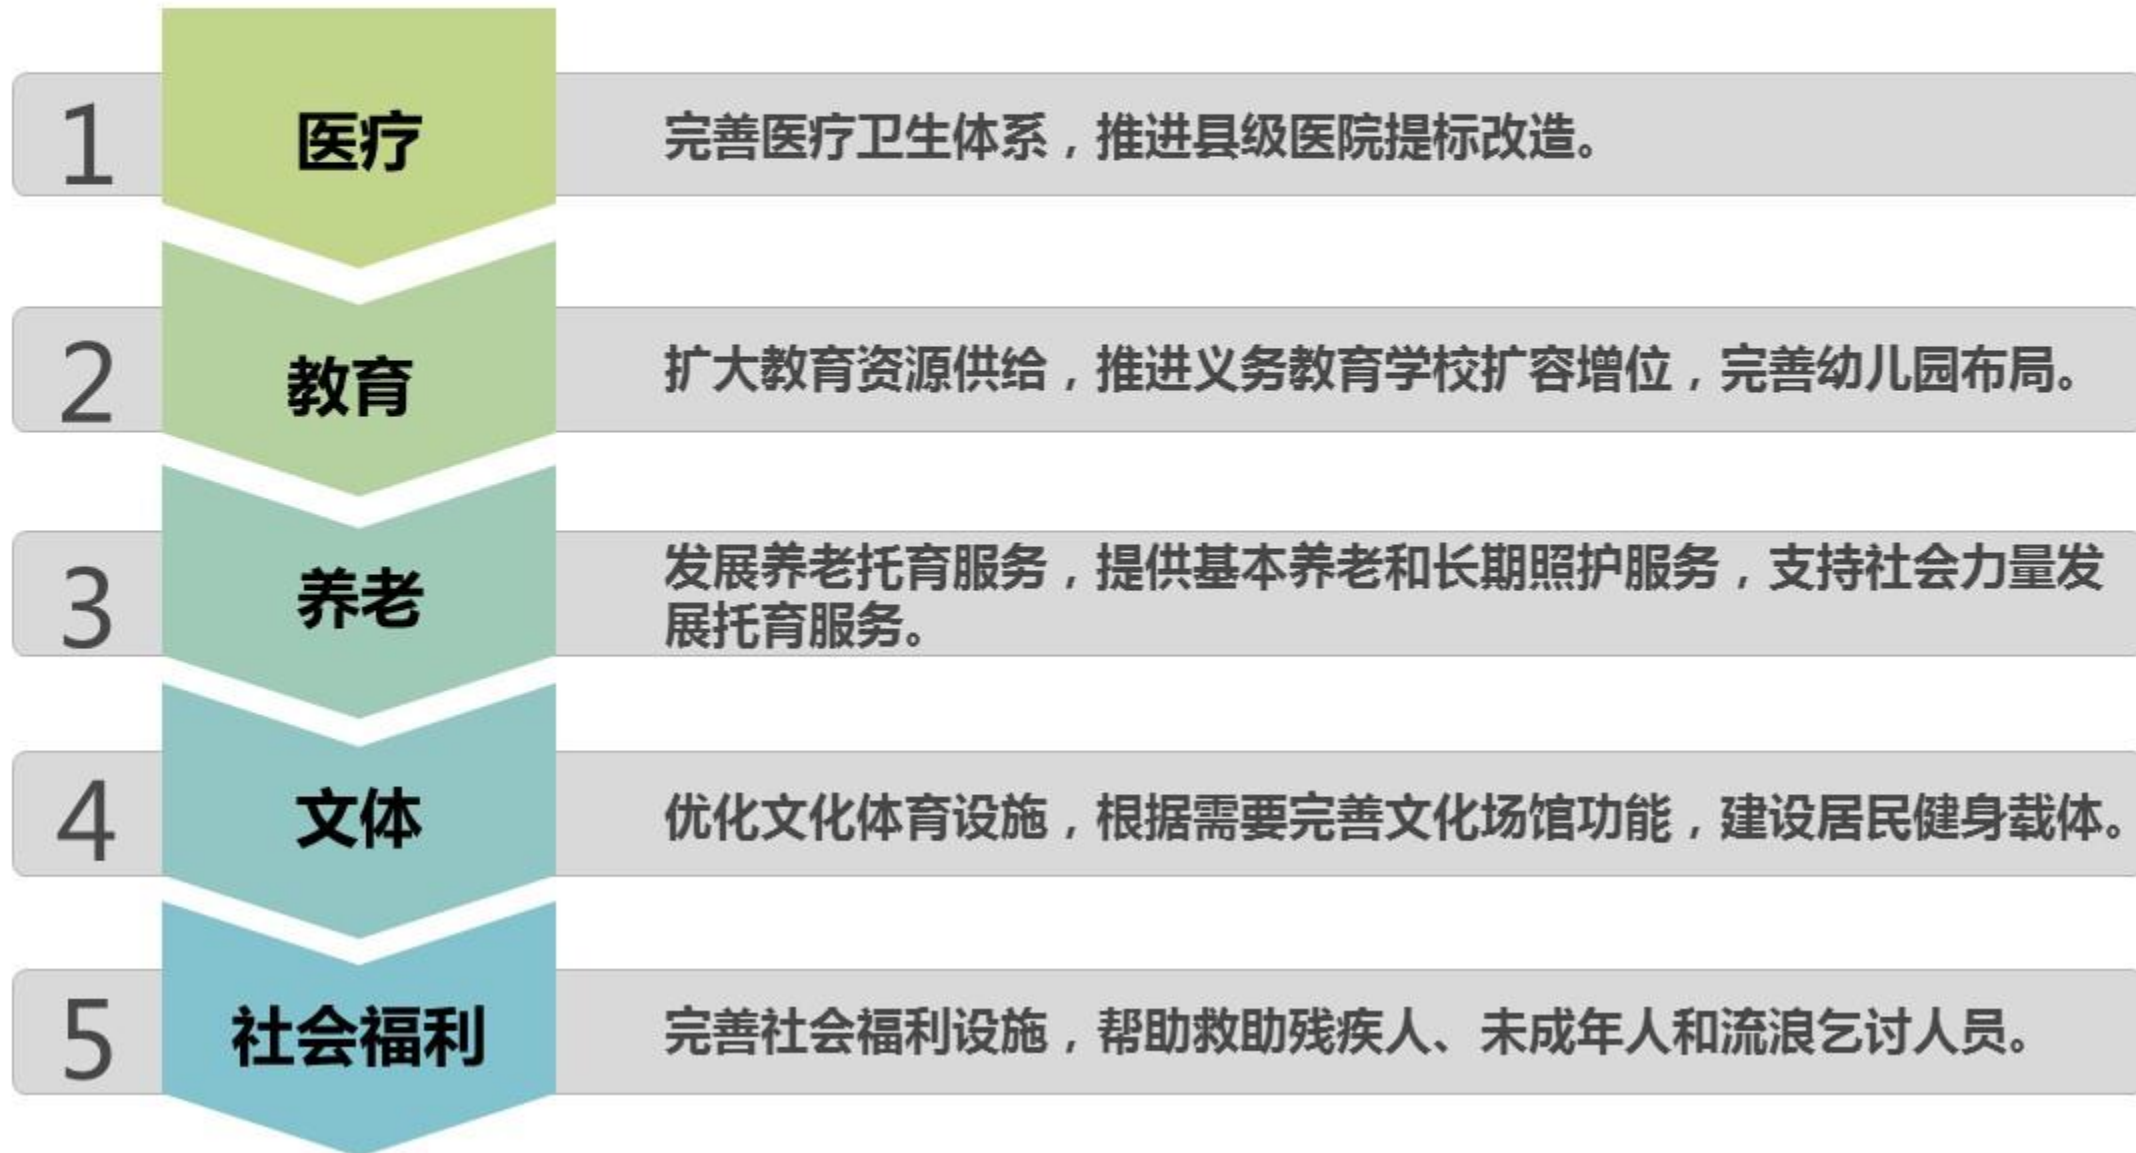 1
医疗
完善医疗卫生体系，推进县级医院提标改造。
2
教育
扩大教育资源供给，推进义务教育学校扩容增位，完善幼儿园布局。
3
养老
发展养老托育服务，提供基本养老和长期照护服务，支持社会力量发
展托育服务。
4
文体
优化文化体育设施，根据需要完善文化场馆功能，建设居民健身载体。
5
社会福利
完善社会福利设施，帮助救助残疾人、未成年人和流浪乞讨人员。